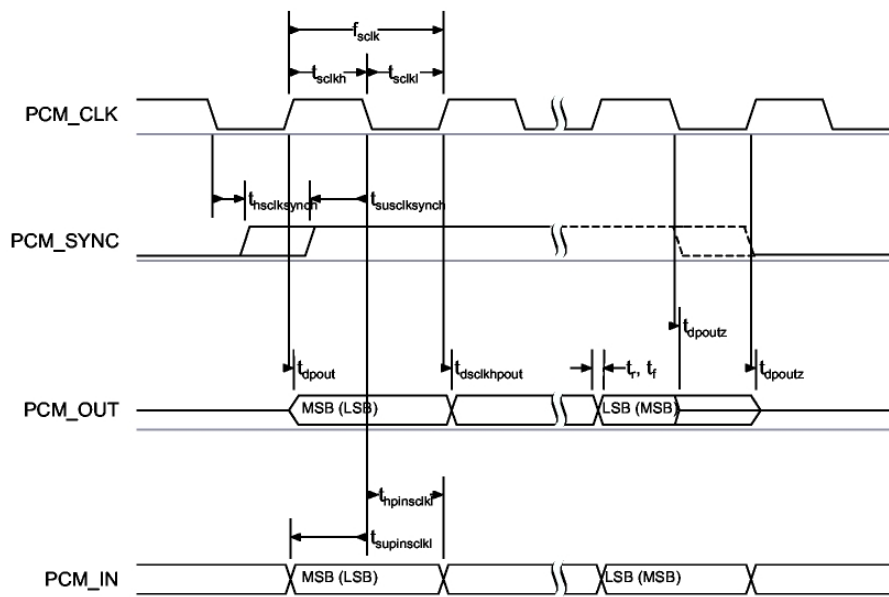 fsclk
tsclkh
tsclkl
PCM_CLK
thsclksynch
tsusclksynch
PCM_SYNC
tdpoutz
tdpout
tdsclkhpout
tr, tf
tdpoutz
PCM_OUT
MSB (LSB)
LSB (MSB)
thpinsclkl
tsupinsclkl
PCM_IN
MSB (LSB)
LSB (MSB)